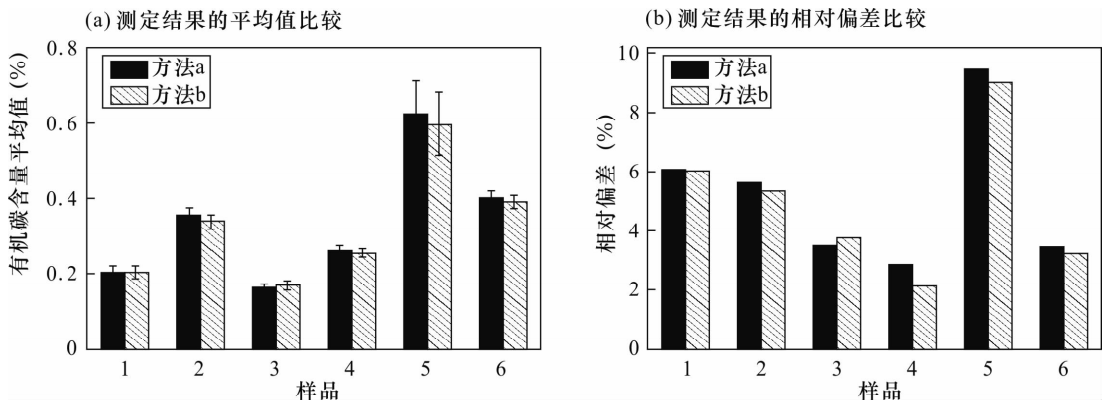 (a) 测定结果的平均值比较
有机碳含量平均值 (%)
0.8
0.6
0.4
0.2
0
方法a
方法b
1 2 3 4 5 6
样品
(b) 测定结果的相对偏差比较
相对偏差 (%)
10
8
6
4
2
0
方法a
方法b
1 2 3 4 5 6
样品